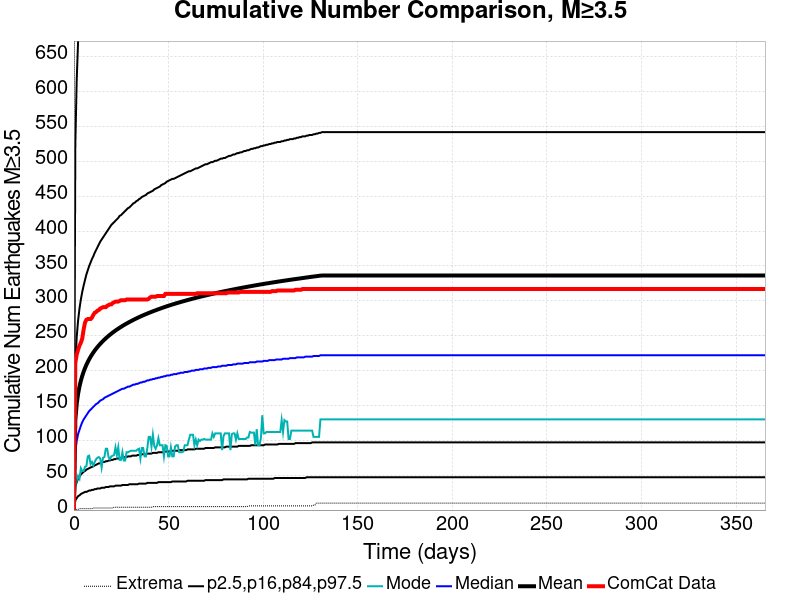 Cumulative Number Comparison, M≥3.5
Cumulative Num Earthquakes M≥3.5
650
600
550
500
450
400
350
300
250
200
150
100
50
0
0 50 100 150 200 250 300 350
Time (days)
Extrema p2.5,p16,p84,p97.5 Mode Median Mean ComCat Data